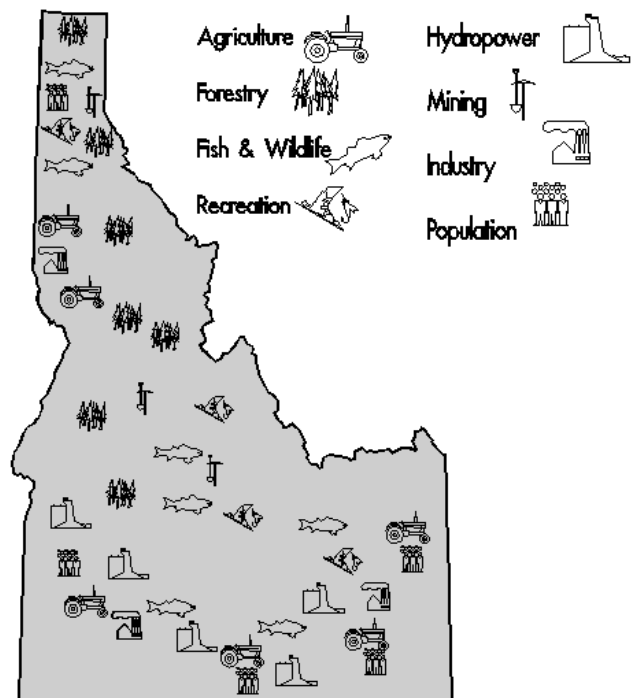 Agriculture
Forestry
Fish & Wildlife
Recreation
Hydropower
Mining
Industry
Population